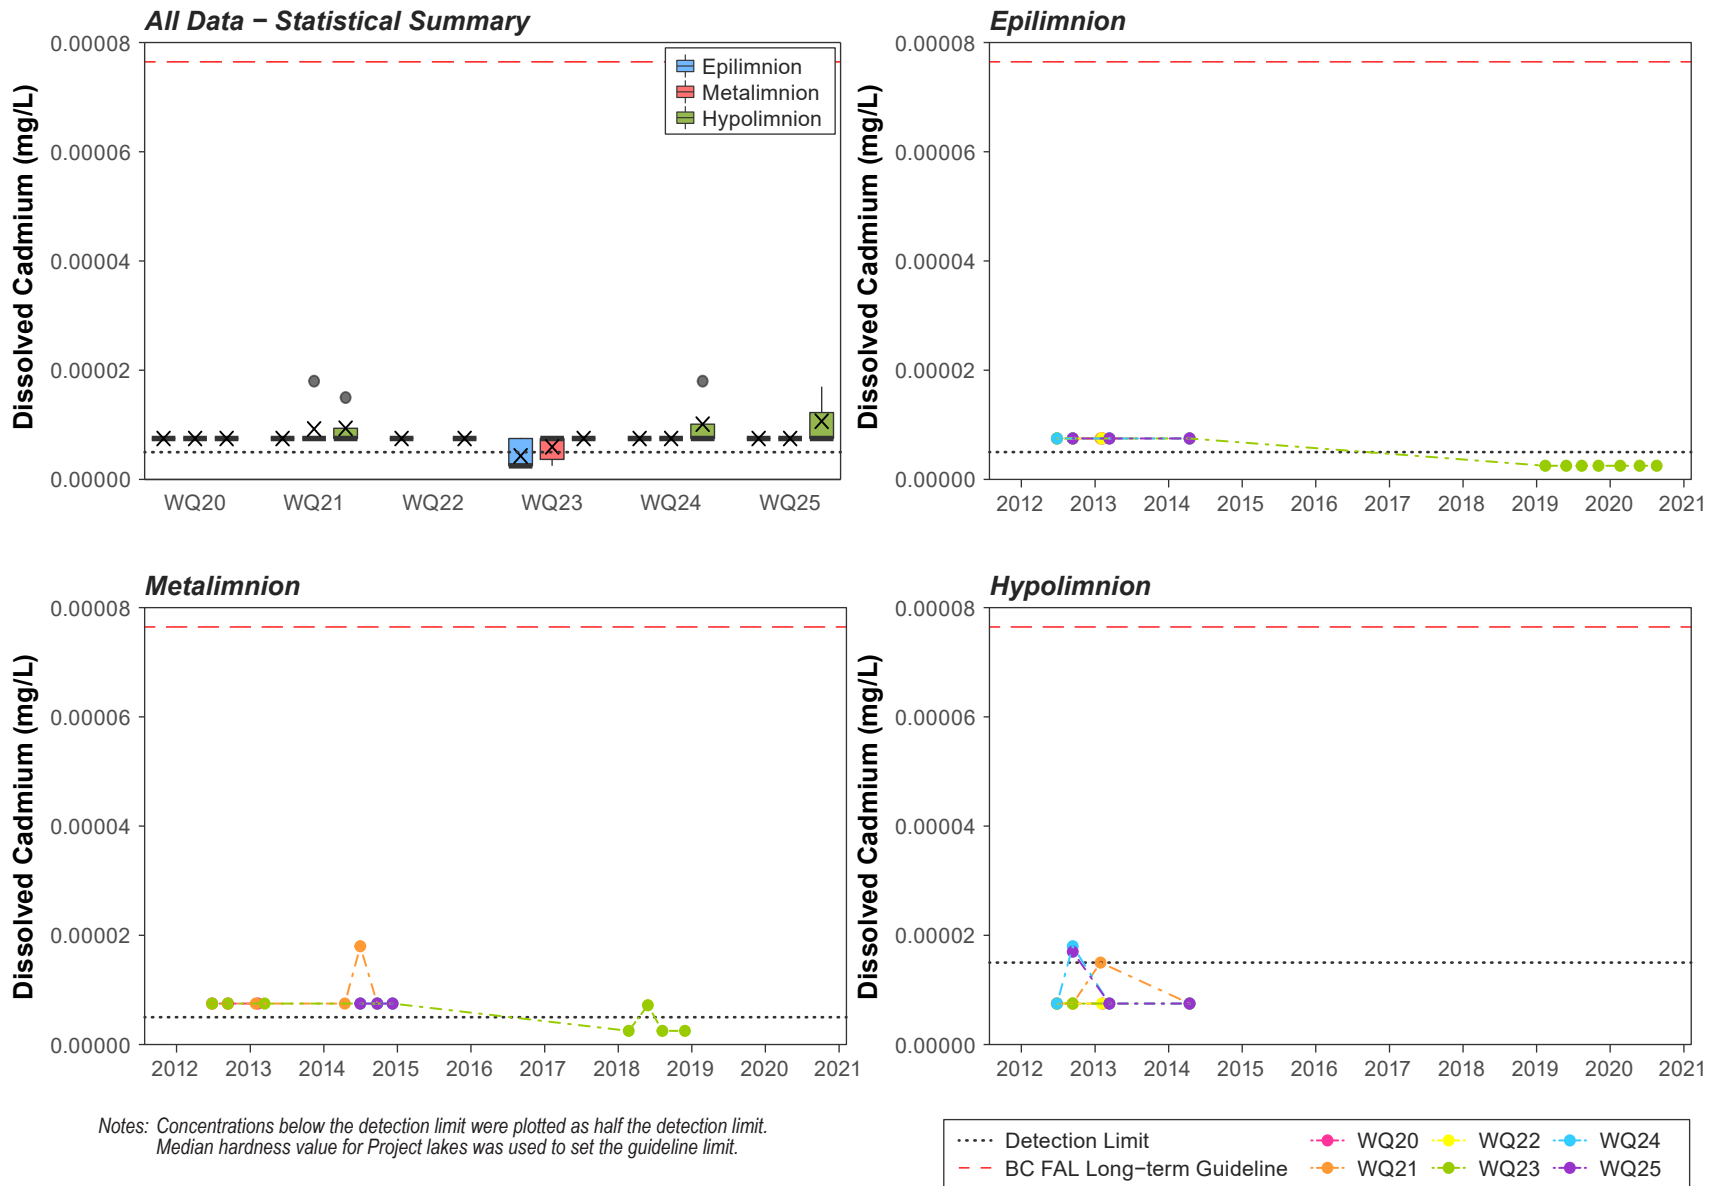 All Data − Statistical Summary
Dissolved Cadmium (mg/L)
0.00008
0.00006
0.00004
0.00002
0.00000
Epilimnion
Metalimnion
Hypolimnion
WQ20 WQ21 WQ22 WQ23 WQ24 WQ25
Epilimnion
Dissolved Cadmium (mg/L)
0.00008
0.00006
0.00004
0.00002
0.00000
2012 2013 2014 2015 2016 2017 2018 2019 2020 2021
Metalimnion
Dissolved Cadmium (mg/L)
0.00008
0.00006
0.00004
0.00002
0.00000
2012 2013 2014 2015 2016 2017 2018 2019 2020 2021
Hypolimnion
Dissolved Cadmium (mg/L)
0.00008
0.00006
0.00004
0.00002
0.00000
2012 2013 2014 2015 2016 2017 2018 2019 2020 2021
Notes: Concentrations below the detection limit were plotted as half the detection limit.
Median hardness value for Project lakes was used to set the guideline limit.
Detection Limit WQ20 WQ22 WQ24
BC FAL Long−term Guideline WQ21 WQ23 WQ25